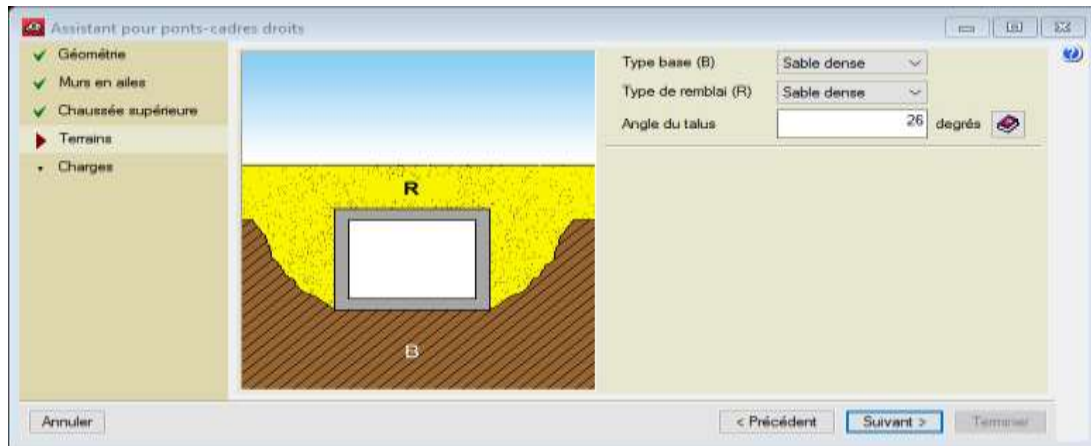 Assistant pour ponts-cadres droits
Géométrie
Murs en ailes
Chaussée supérieure
Terrains
Charges
R
B
Type base (B) Sable dense
Type de remblai (R) Sable dense
Angle du talus 26 degrés
Annuler
< Précédent
Suivant >
Terminer